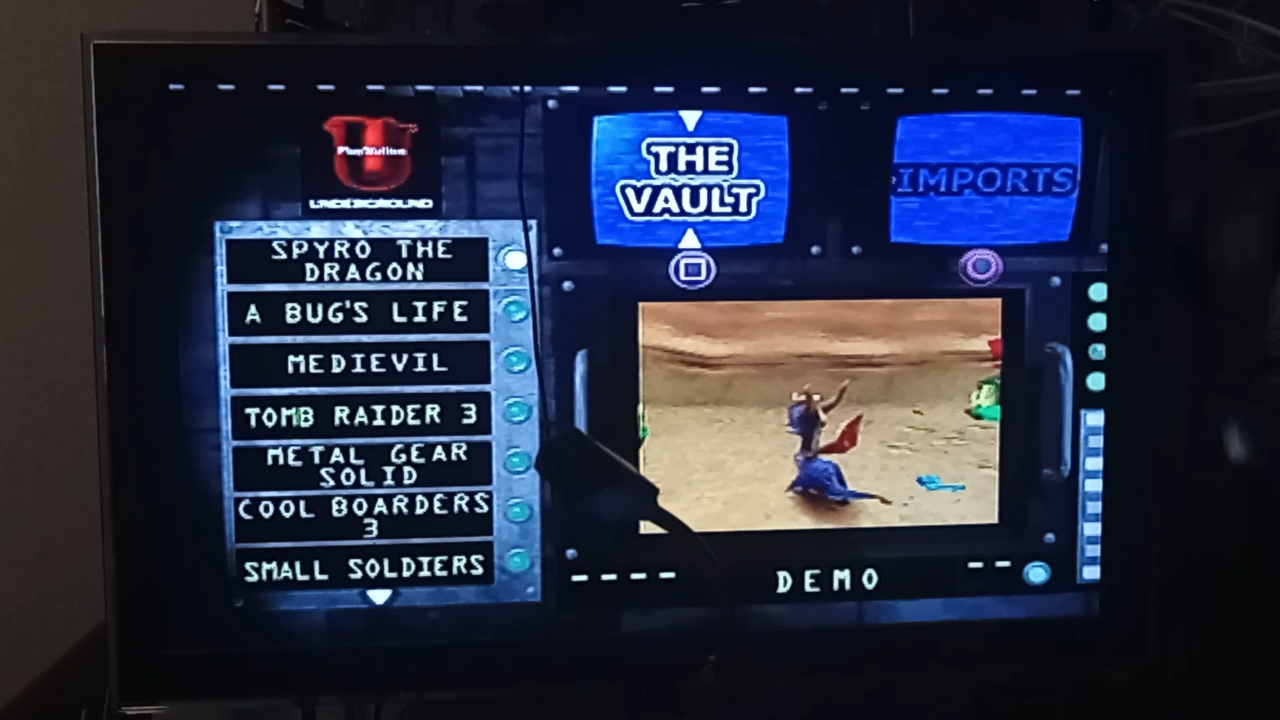 PlayStation
UNDERGROUND
THE
VAULT
IMPORTS
SPYRO THE
DRAGON
A BUG'S LIFE
MEDIEVIL
TOMB RAIDER 3
METAL GEAR
SOLID
COOL BOARDERS
3
SMALL SOLDIERS
DEMO